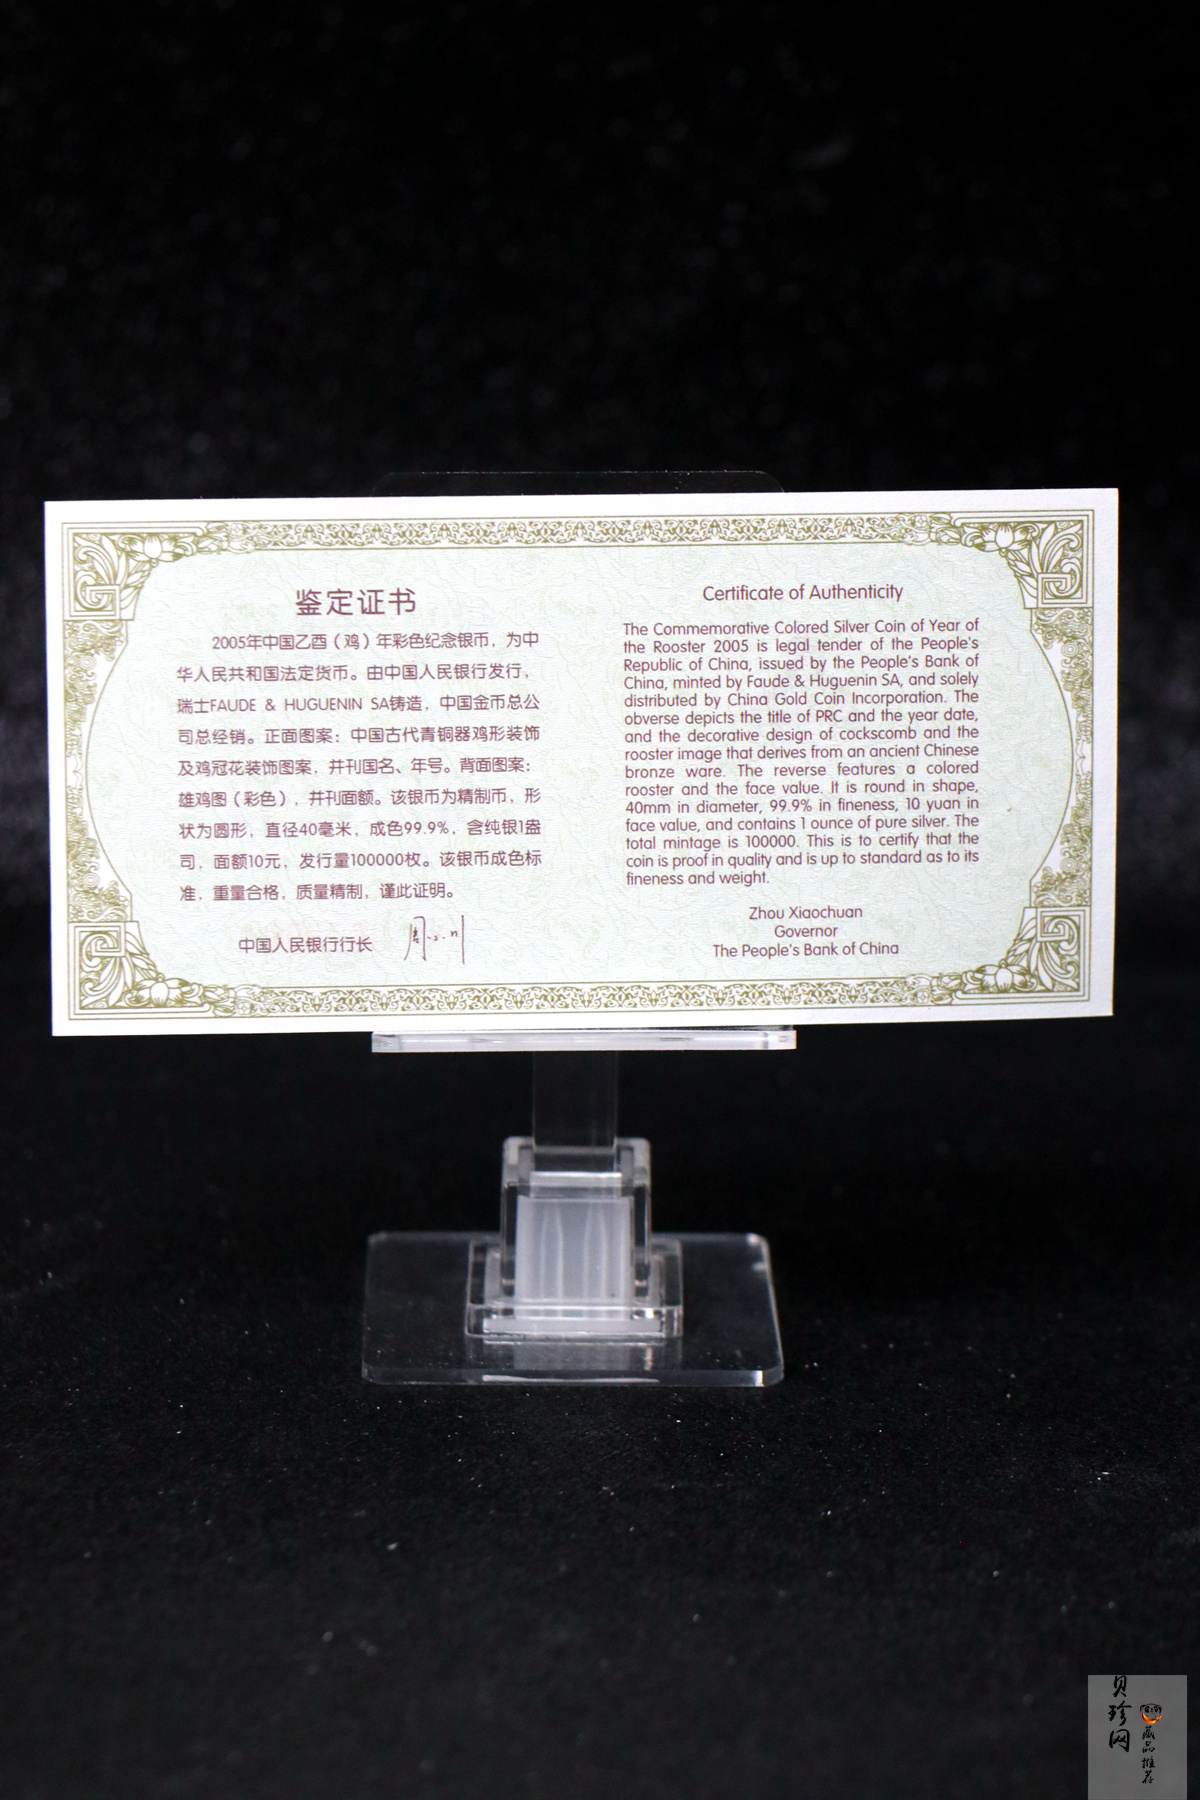 鉴定证书
2005年中国乙酉（鸡）年彩色纪念银币，为中
华人民共和国法定货币。由中国人民银行发行，
瑞士FAUDE & HUGUENIN SA铸造，中国金币总公
司总经销。正面图案：中国古代青铜器鸡形装饰
及鸡冠花装饰图案，并刊国名、年号。背面图案：
雄鸡图（彩色），并刊面额。该银币为精制币，形
状为圆形，直径40毫米，成色99.9%，含纯银1盎
司，面额10元，发行量100000枚。该银币成色标
准，重量合格，质量精制，谨此证明。
中国人民银行行长
Certificate of Authenticity
The Commemorative Colored Silver Coin of Year of
the Rooster 2005 is legal tender of the People's
Republic of China, issued by the People's Bank of
China, minted by Faude & Huguenin SA, and solely
distributed by China Gold Coin Incorporation. The
obverse depicts the title of PRC and the year date,
and the decorative design of cockscomb and the
rooster image that derives from an ancient Chinese
bronze ware. The reverse features a colored
rooster and the face value. It is round in shape,
40mm in diameter, 99.9% in fineness, 10 yuan in
face value, and contains 1 ounce of pure silver. The
total mintage is 100000. This is to certify that the
coin is proof in quality and is up to standard as to its
fineness and weight.
Zhou Xiaochuan
Governor
The People's Bank of China
贝珍网
藏品推荐